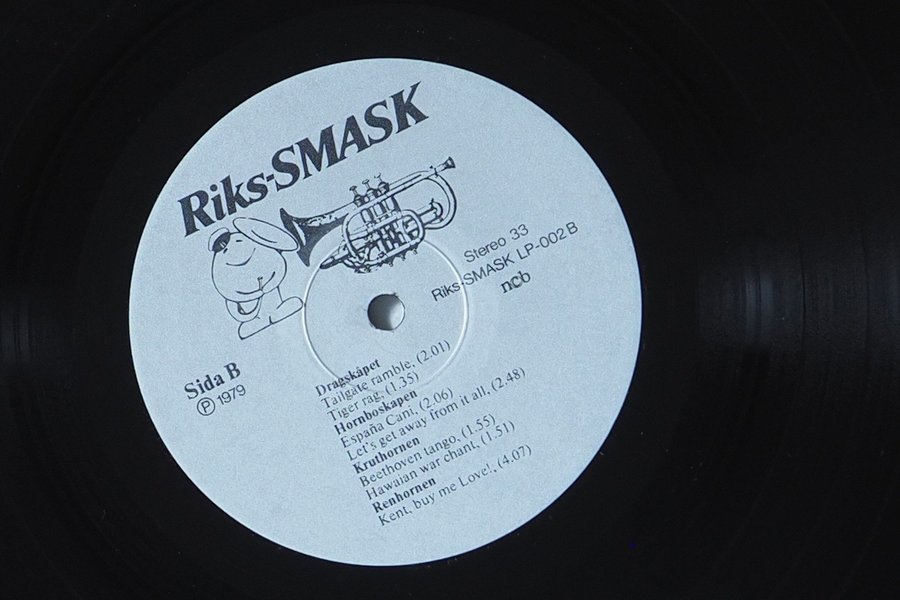 Riks-SMASK
Stereo 33
Riks-SMASK LP-002 B
ncb
Sida B
Ⓟ 1979
Dragskåpet
Tailgate ramble, (2.01)
Tiger rag, (1.35)
Hornboskapen
España Cani, (2.06)
Let's get away from it all, (2.48)
Kruthornen
Beethoven tango, (1.55)
Hawaian war chant, (1.51)
Renhornen
Kent, buy me Love!, (4.07)